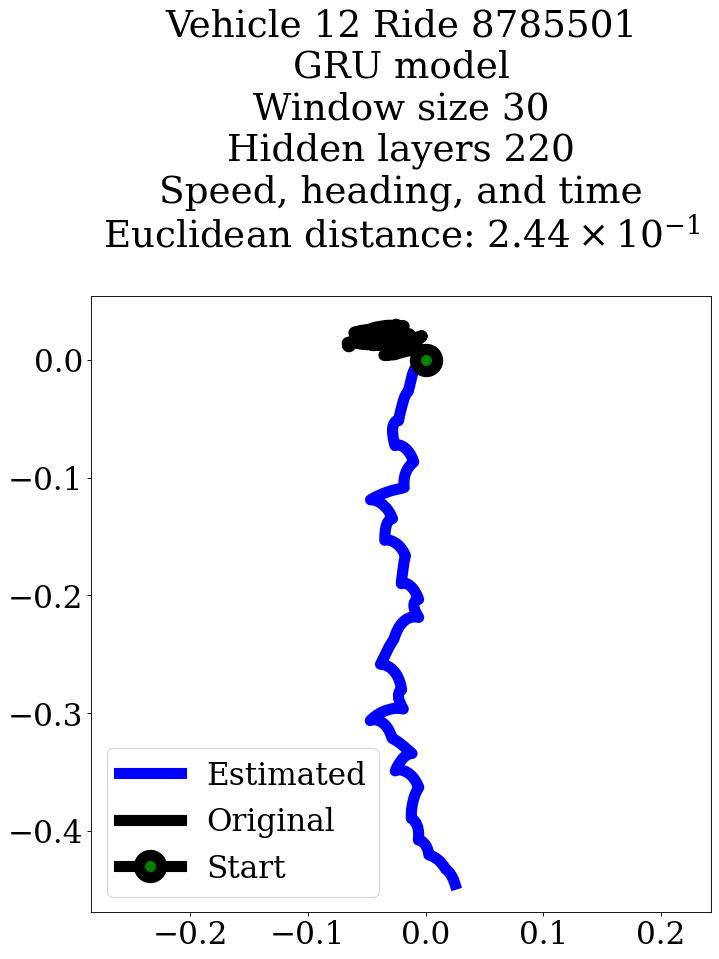 Vehicle 12 Ride 8785501
GRU model
Window size 30
Hidden layers 220
Speed, heading, and time
Euclidean distance: 2.44 × 10⁻¹
0.0
−0.1
−0.2
−0.3
−0.4
Estimated
Original
Start
−0.2 −0.1 0.0 0.1 0.2